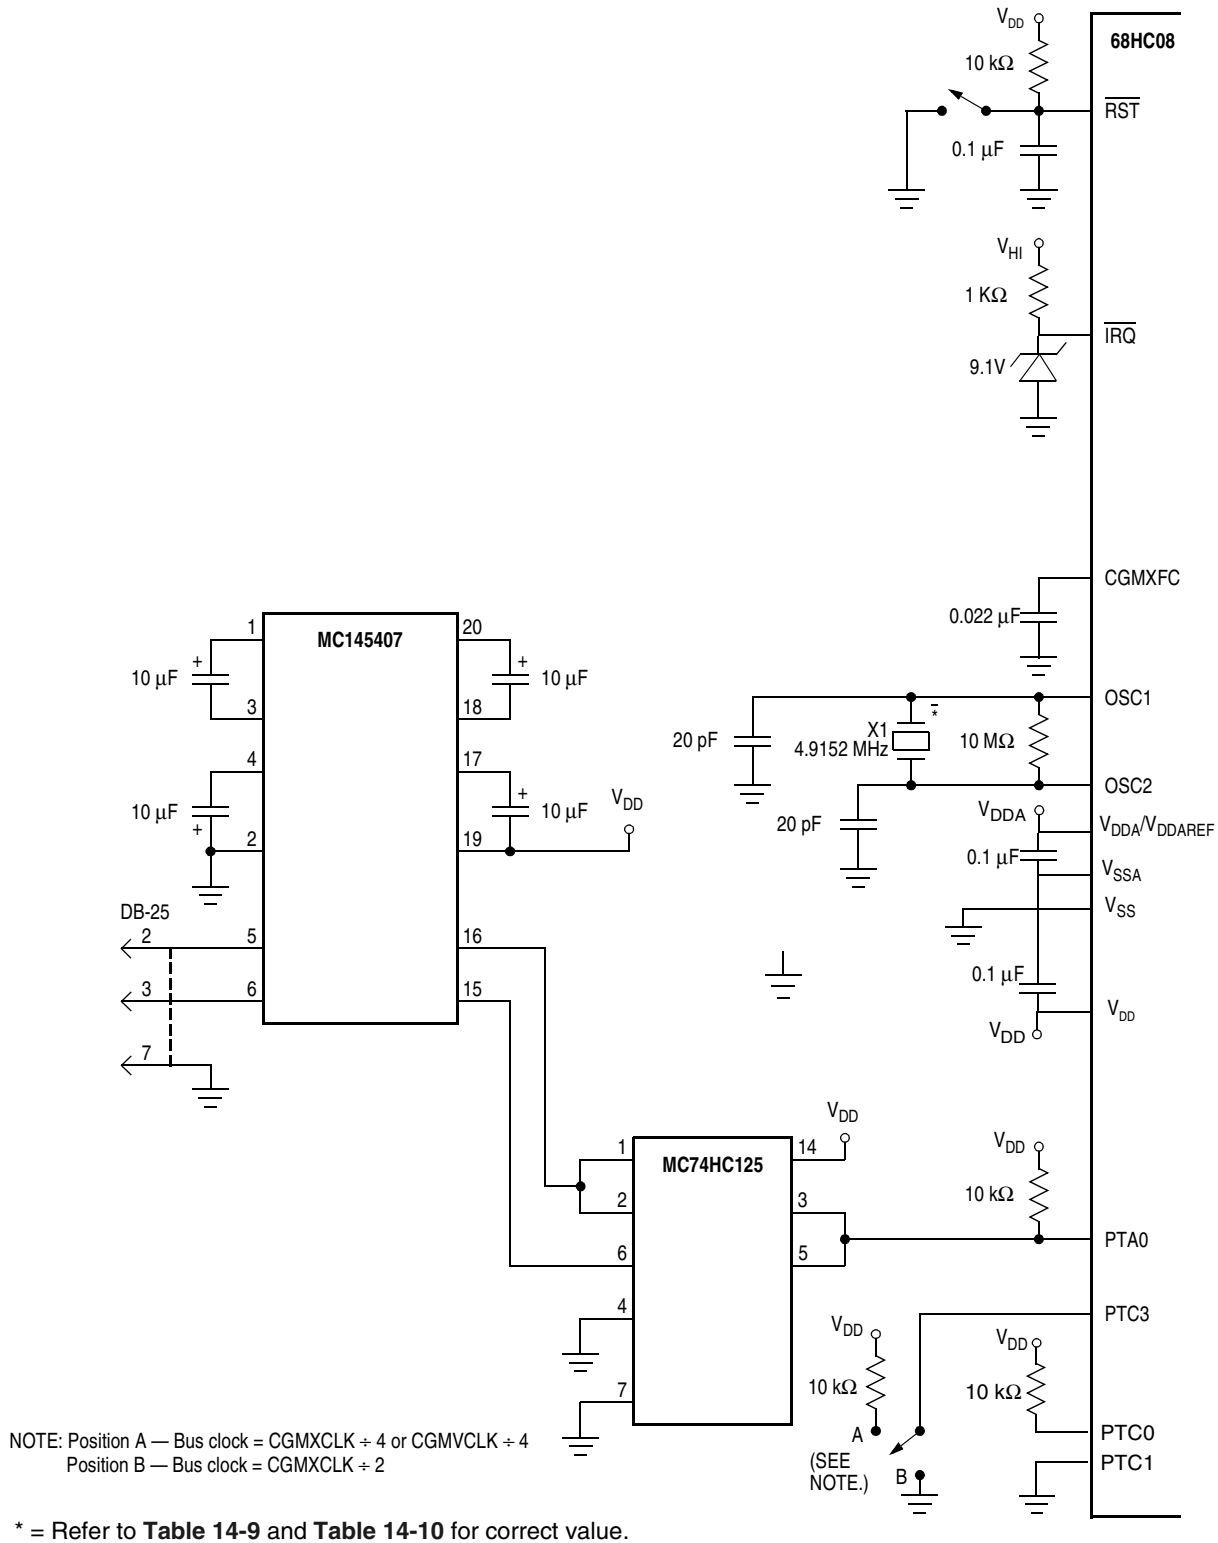 V_DD
68HC08
10 kΩ
RST
0.1 µF
V_HI
1 KΩ
IRQ
9.1V
CGMXFC
0.022 µF
1
MC145407
20
+
10 µF
+
10 µF
3
18
OSC1
*
20 pF
X1
4.9152 MHz
10 MΩ
4
17
OSC2
10 µF
+
+
10 µF
V_DD
20 pF
V_DDA
V_DDA/V_DDAREF
2
19
0.1 µF
V_SSA
V_SS
DB-25
2
5
16
0.1 µF
3
6
15
V_DD
V_DD
7
V_DD
1
MC74HC125
14
V_DD
2
3
10 kΩ
6
5
PTA0
4
PTC3
V_DD
V_DD
7
10 kΩ
10 kΩ
A
PTC0
NOTE: Position A — Bus clock = CGMXCLK ÷ 4 or CGMVCLK ÷ 4
Position B — Bus clock = CGMXCLK ÷ 2
(SEE
NOTE.)
B
PTC1
* = Refer to Table 14-9 and Table 14-10 for correct value.